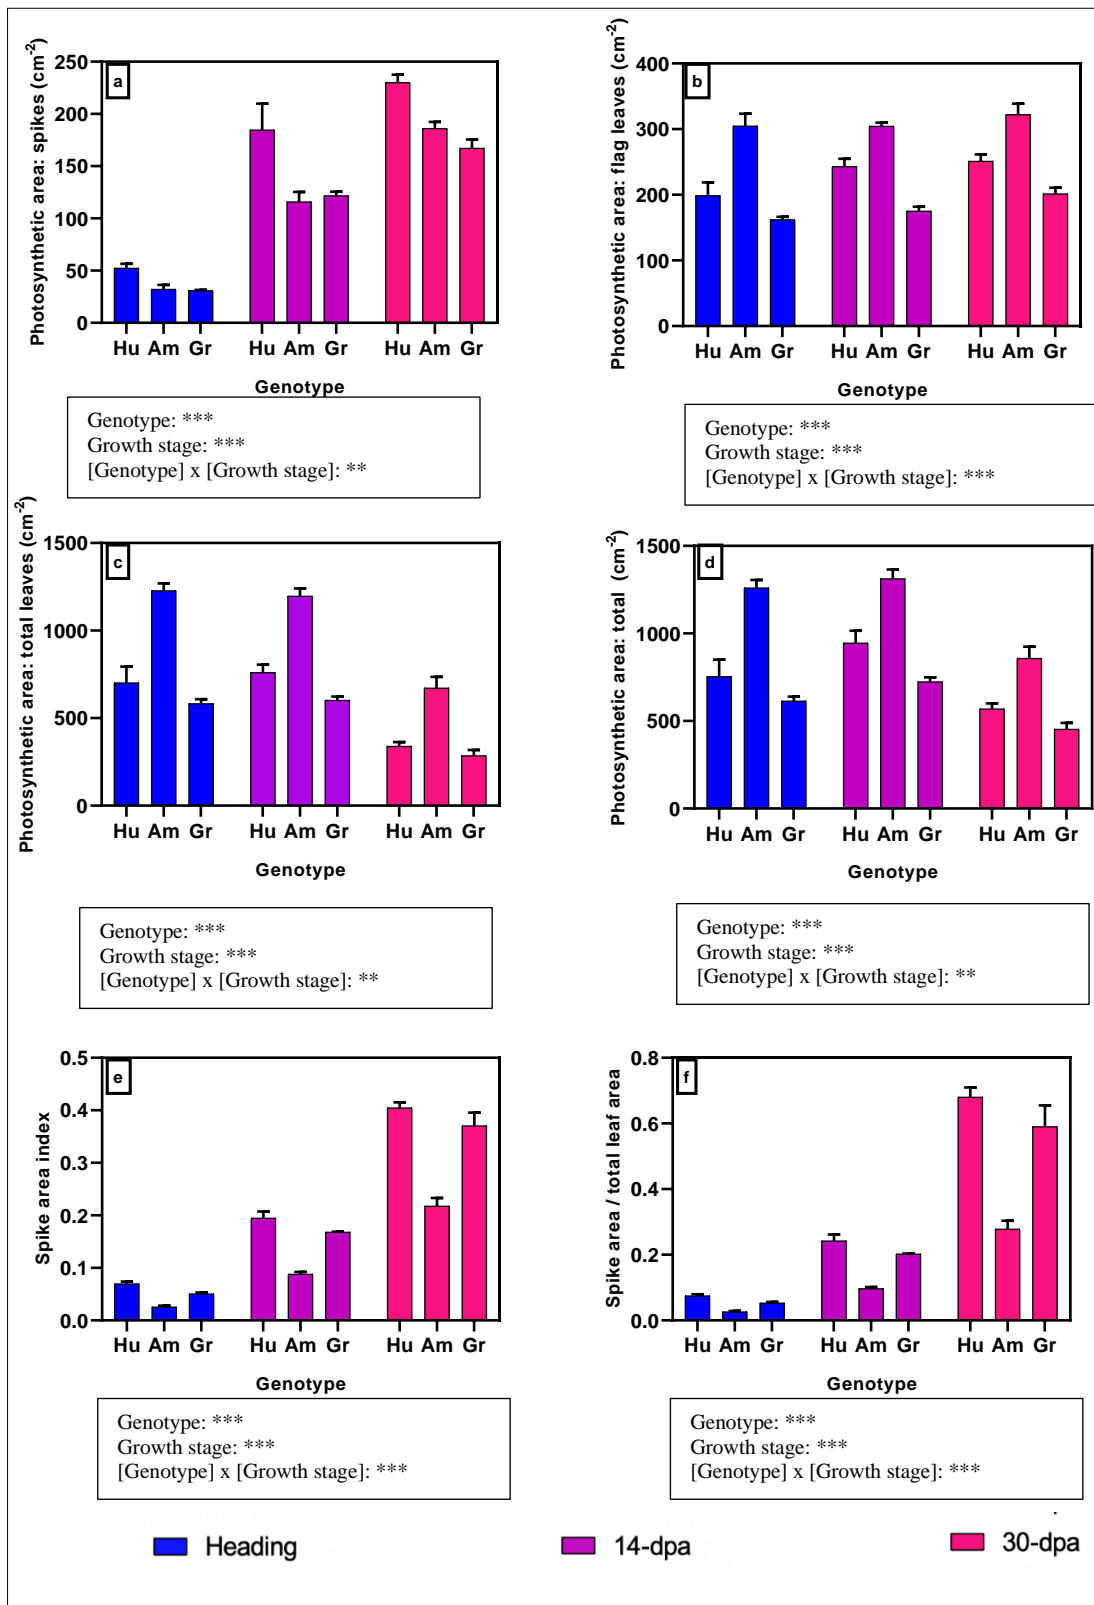 Photosynthetic area: spikes (cm-2)
250
200
150
100
50
0
a
Hu Am Gr
Hu Am Gr
Hu Am Gr
Genotype
Genotype: ***
Growth stage: ***
[Genotype] x [Growth stage]: **
Photosynthetic area: flag leaves (cm-2)
400
300
200
100
0
b
Hu Am Gr
Hu Am Gr
Hu Am Gr
Genotype
Genotype: ***
Growth stage: ***
[Genotype] x [Growth stage]: ***
Photosynthetic area: total leaves (cm-2)
1500
1000
500
0
c
Hu Am Gr
Hu Am Gr
Hu Am Gr
Genotype
Genotype: ***
Growth stage: ***
[Genotype] x [Growth stage]: **
Photosynthetic area: total (cm-2)
1500
1000
500
0
d
Hu Am Gr
Hu Am Gr
Hu Am Gr
Genotype
Genotype: ***
Growth stage: ***
[Genotype] x [Growth stage]: **
Spike area index
0.5
0.4
0.3
0.2
0.1
0.0
e
Hu Am Gr
Hu Am Gr
Hu Am Gr
Genotype
Genotype: ***
Growth stage: ***
[Genotype] x [Growth stage]: ***
Spike area / total leaf area
0.8
0.6
0.4
0.2
0.0
f
Hu Am Gr
Hu Am Gr
Hu Am Gr
Genotype
Genotype: ***
Growth stage: ***
[Genotype] x [Growth stage]: ***
Heading
14-dpa
30-dpa